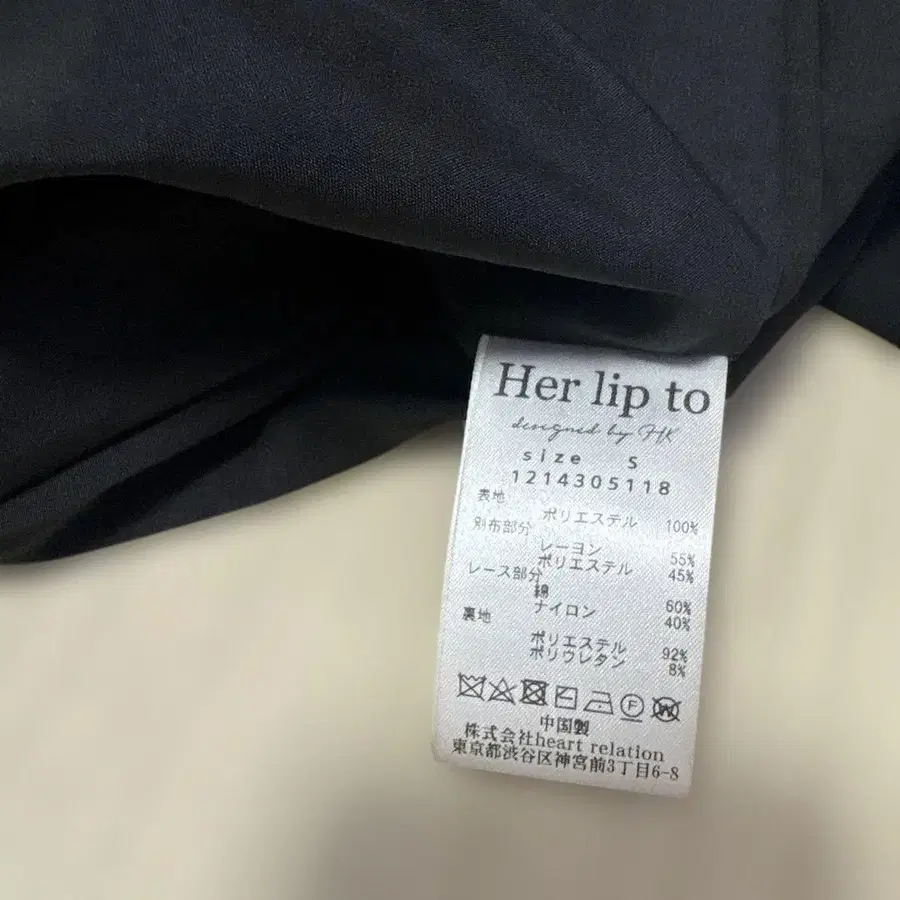 Her lip to
designed by HK
size S
1214305118
表地
ポリエステル 100%
別布部分
レーヨン 55%
ポリエステル 45%
レース部分
綿 60%
ナイロン 40%
裏地
ポリエステル 92%
ポリウレタン 8%
F W
中国製
株式会社heart relation
東京都渋谷区神宮前3丁目6-8